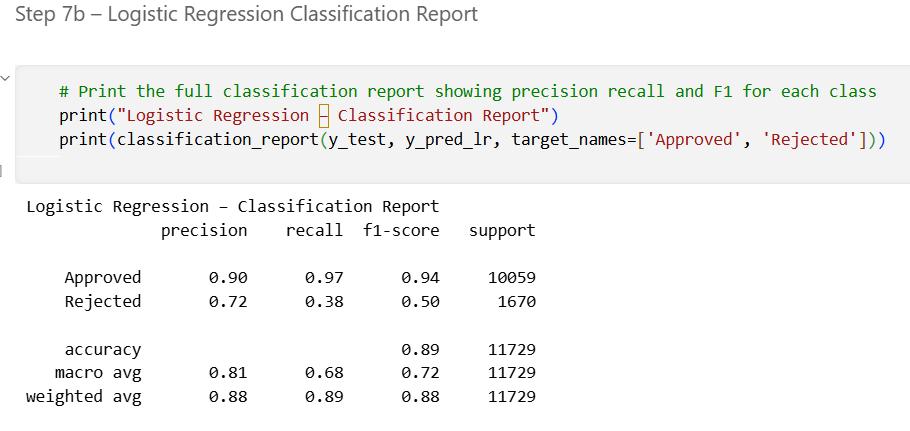 Step 7b – Logistic Regression Classification Report
# Print the full classification report showing precision recall and F1 for each class
print("Logistic Regression – Classification Report")
print(classification_report(y_test, y_pred_lr, target_names=['Approved', 'Rejected']))
Logistic Regression – Classification Report
precision recall f1-score support
Approved 0.90 0.97 0.94 10059
Rejected 0.72 0.38 0.50 1670
accuracy 0.89 11729
macro avg 0.81 0.68 0.72 11729
weighted avg 0.88 0.89 0.88 11729